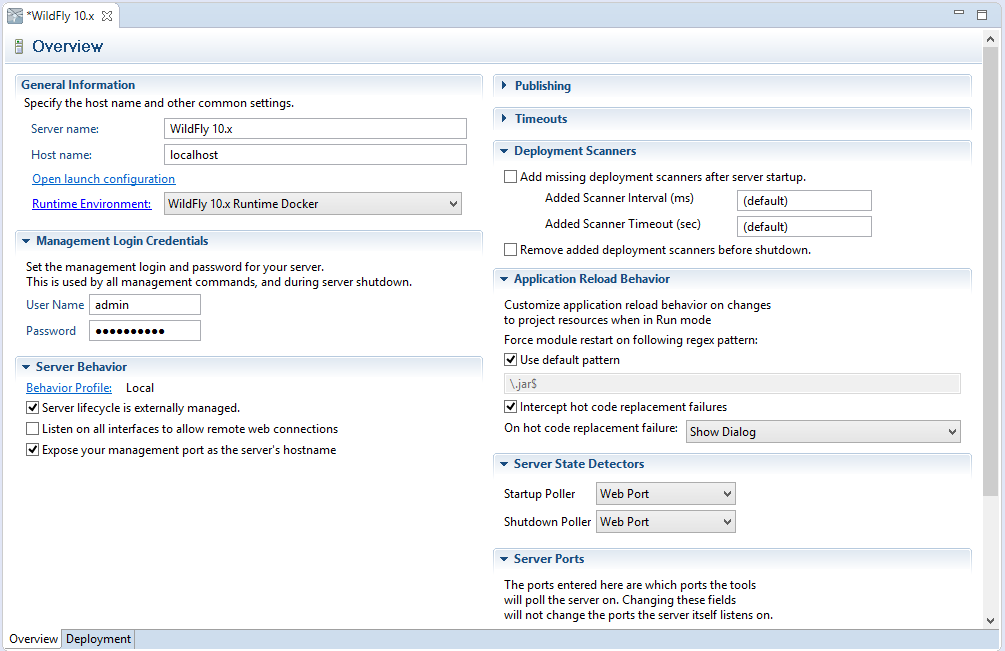 *WildFly 10.x
Overview
General Information
Specify the host name and other common settings.
Server name:
WildFly 10.x
Host name:
localhost
Open launch configuration
Runtime Environment:
WildFly 10.x Runtime Docker
Management Login Credentials
Set the management login and password for your server.
This is used by all management commands, and during server shutdown.
User Name
admin
Password
●●●●●●●●●●
Server Behavior
Behavior Profile: Local
Server lifecycle is externally managed.
Listen on all interfaces to allow remote web connections
Expose your management port as the server's hostname
Publishing
Timeouts
Deployment Scanners
Add missing deployment scanners after server startup.
Added Scanner Interval (ms)
(default)
Added Scanner Timeout (sec)
(default)
Remove added deployment scanners before shutdown.
Application Reload Behavior
Customize application reload behavior on changes
to project resources when in Run mode
Force module restart on following regex pattern:
Use default pattern
\.jar$
Intercept hot code replacement failures
On hot code replacement failure:
Show Dialog
Server State Detectors
Startup Poller
Web Port
Shutdown Poller
Web Port
Server Ports
The ports entered here are which ports the tools
will poll the server on. Changing these fields
will not change the ports the server itself listens on.
Overview
Deployment